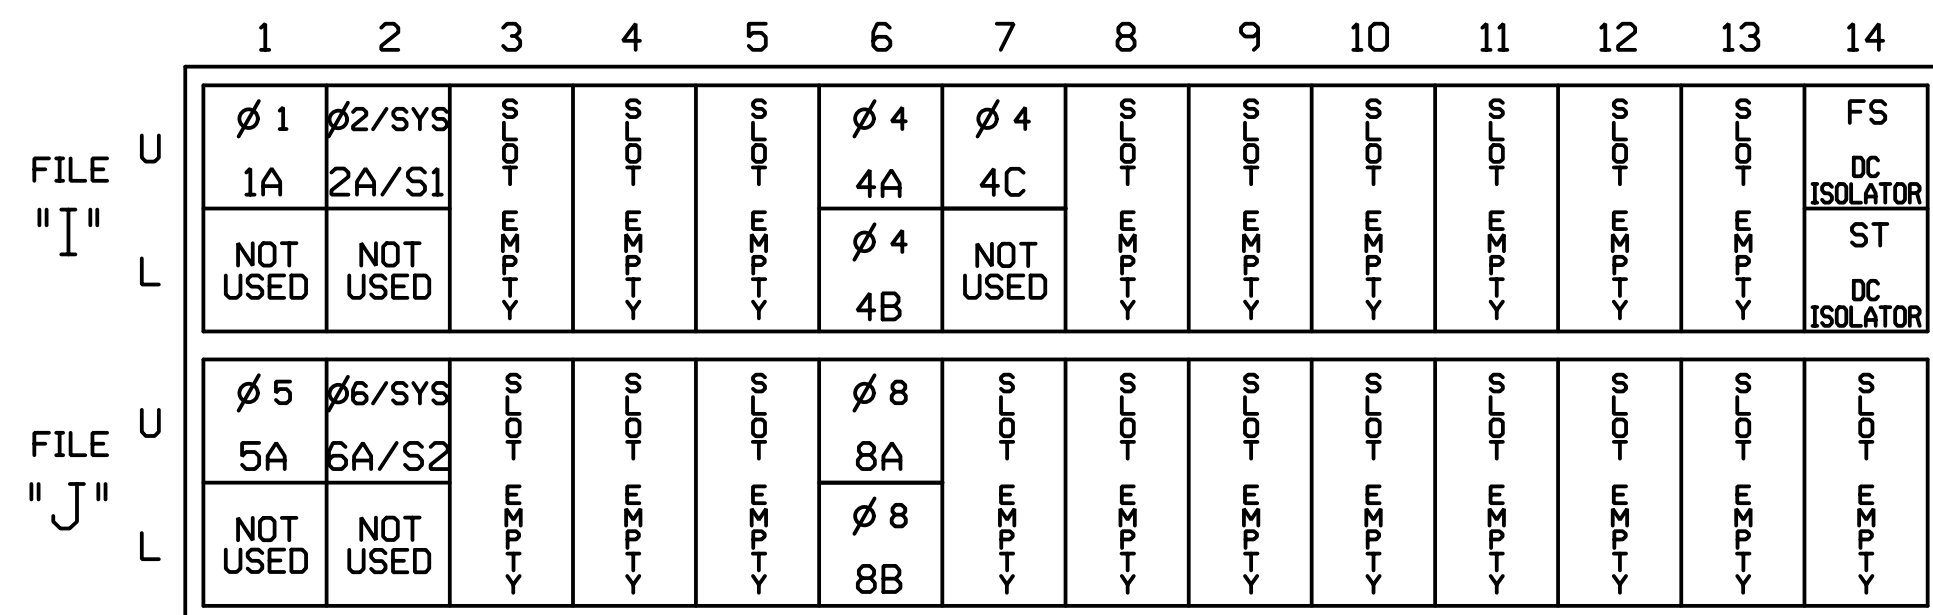 1 2 3 4 5 6 7 8 9 10 11 12 13 14
FILE "I"
U
L
Ø 1
1A
NOT
USED
Ø2/SYS
2A/S1
NOT
USED
SLOT EMPTY
SLOT EMPTY
SLOT EMPTY
Ø 4
4A
Ø 4
4B
Ø 4
4C
NOT
USED
SLOT EMPTY
SLOT EMPTY
SLOT EMPTY
SLOT EMPTY
SLOT EMPTY
SLOT EMPTY
FS
DC
ISOLATOR
ST
DC
ISOLATOR
FILE "J"
U
L
Ø 5
5A
NOT
USED
Ø6/SYS
6A/S2
NOT
USED
SLOT EMPTY
SLOT EMPTY
SLOT EMPTY
Ø 8
8A
Ø 8
8B
SLOT EMPTY
SLOT EMPTY
SLOT EMPTY
SLOT EMPTY
SLOT EMPTY
SLOT EMPTY
SLOT EMPTY
SLOT EMPTY